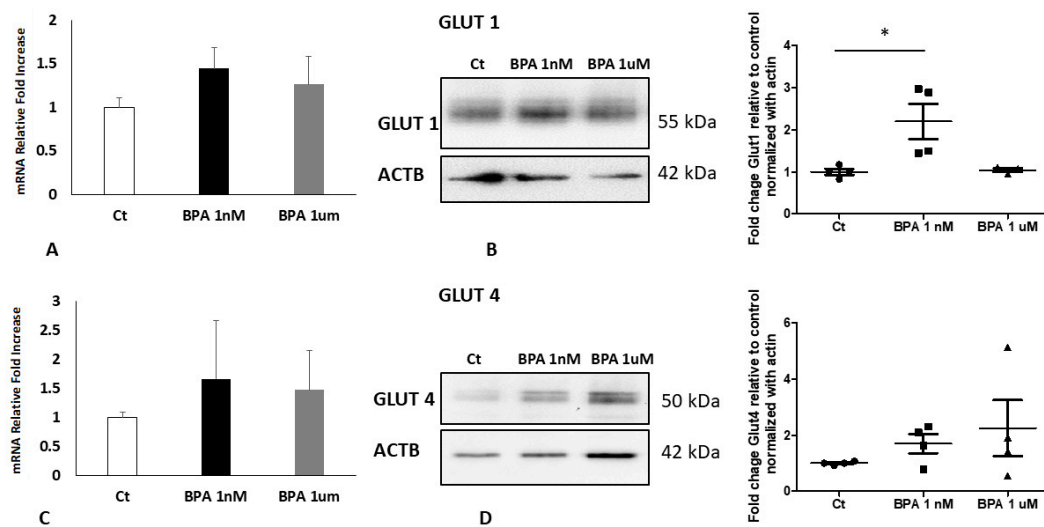 GLUT 1
mRNA Relative Fold Increase
2
1.5
1
0.5
0
Ct BPA 1nM BPA 1um
A
Ct BPA 1nM BPA 1uM
GLUT 1 55 kDa
ACTB 42 kDa
B
Fold chage Glut1 relative to control
normalized with actin
*
4
3
2
1
0
Ct BPA 1 nM BPA 1 uM
GLUT 4
mRNA Relative Fold Increase
3
2.5
2
1.5
1
0.5
0
Ct BPA 1nM BPA 1um
C
Ct BPA 1nM BPA 1uM
GLUT 4 50 kDa
ACTB 42 kDa
D
Fold chage Glut4 relative to control
normalized with actin
6
4
2
0
Ct BPA 1 nM BPA 1 uM